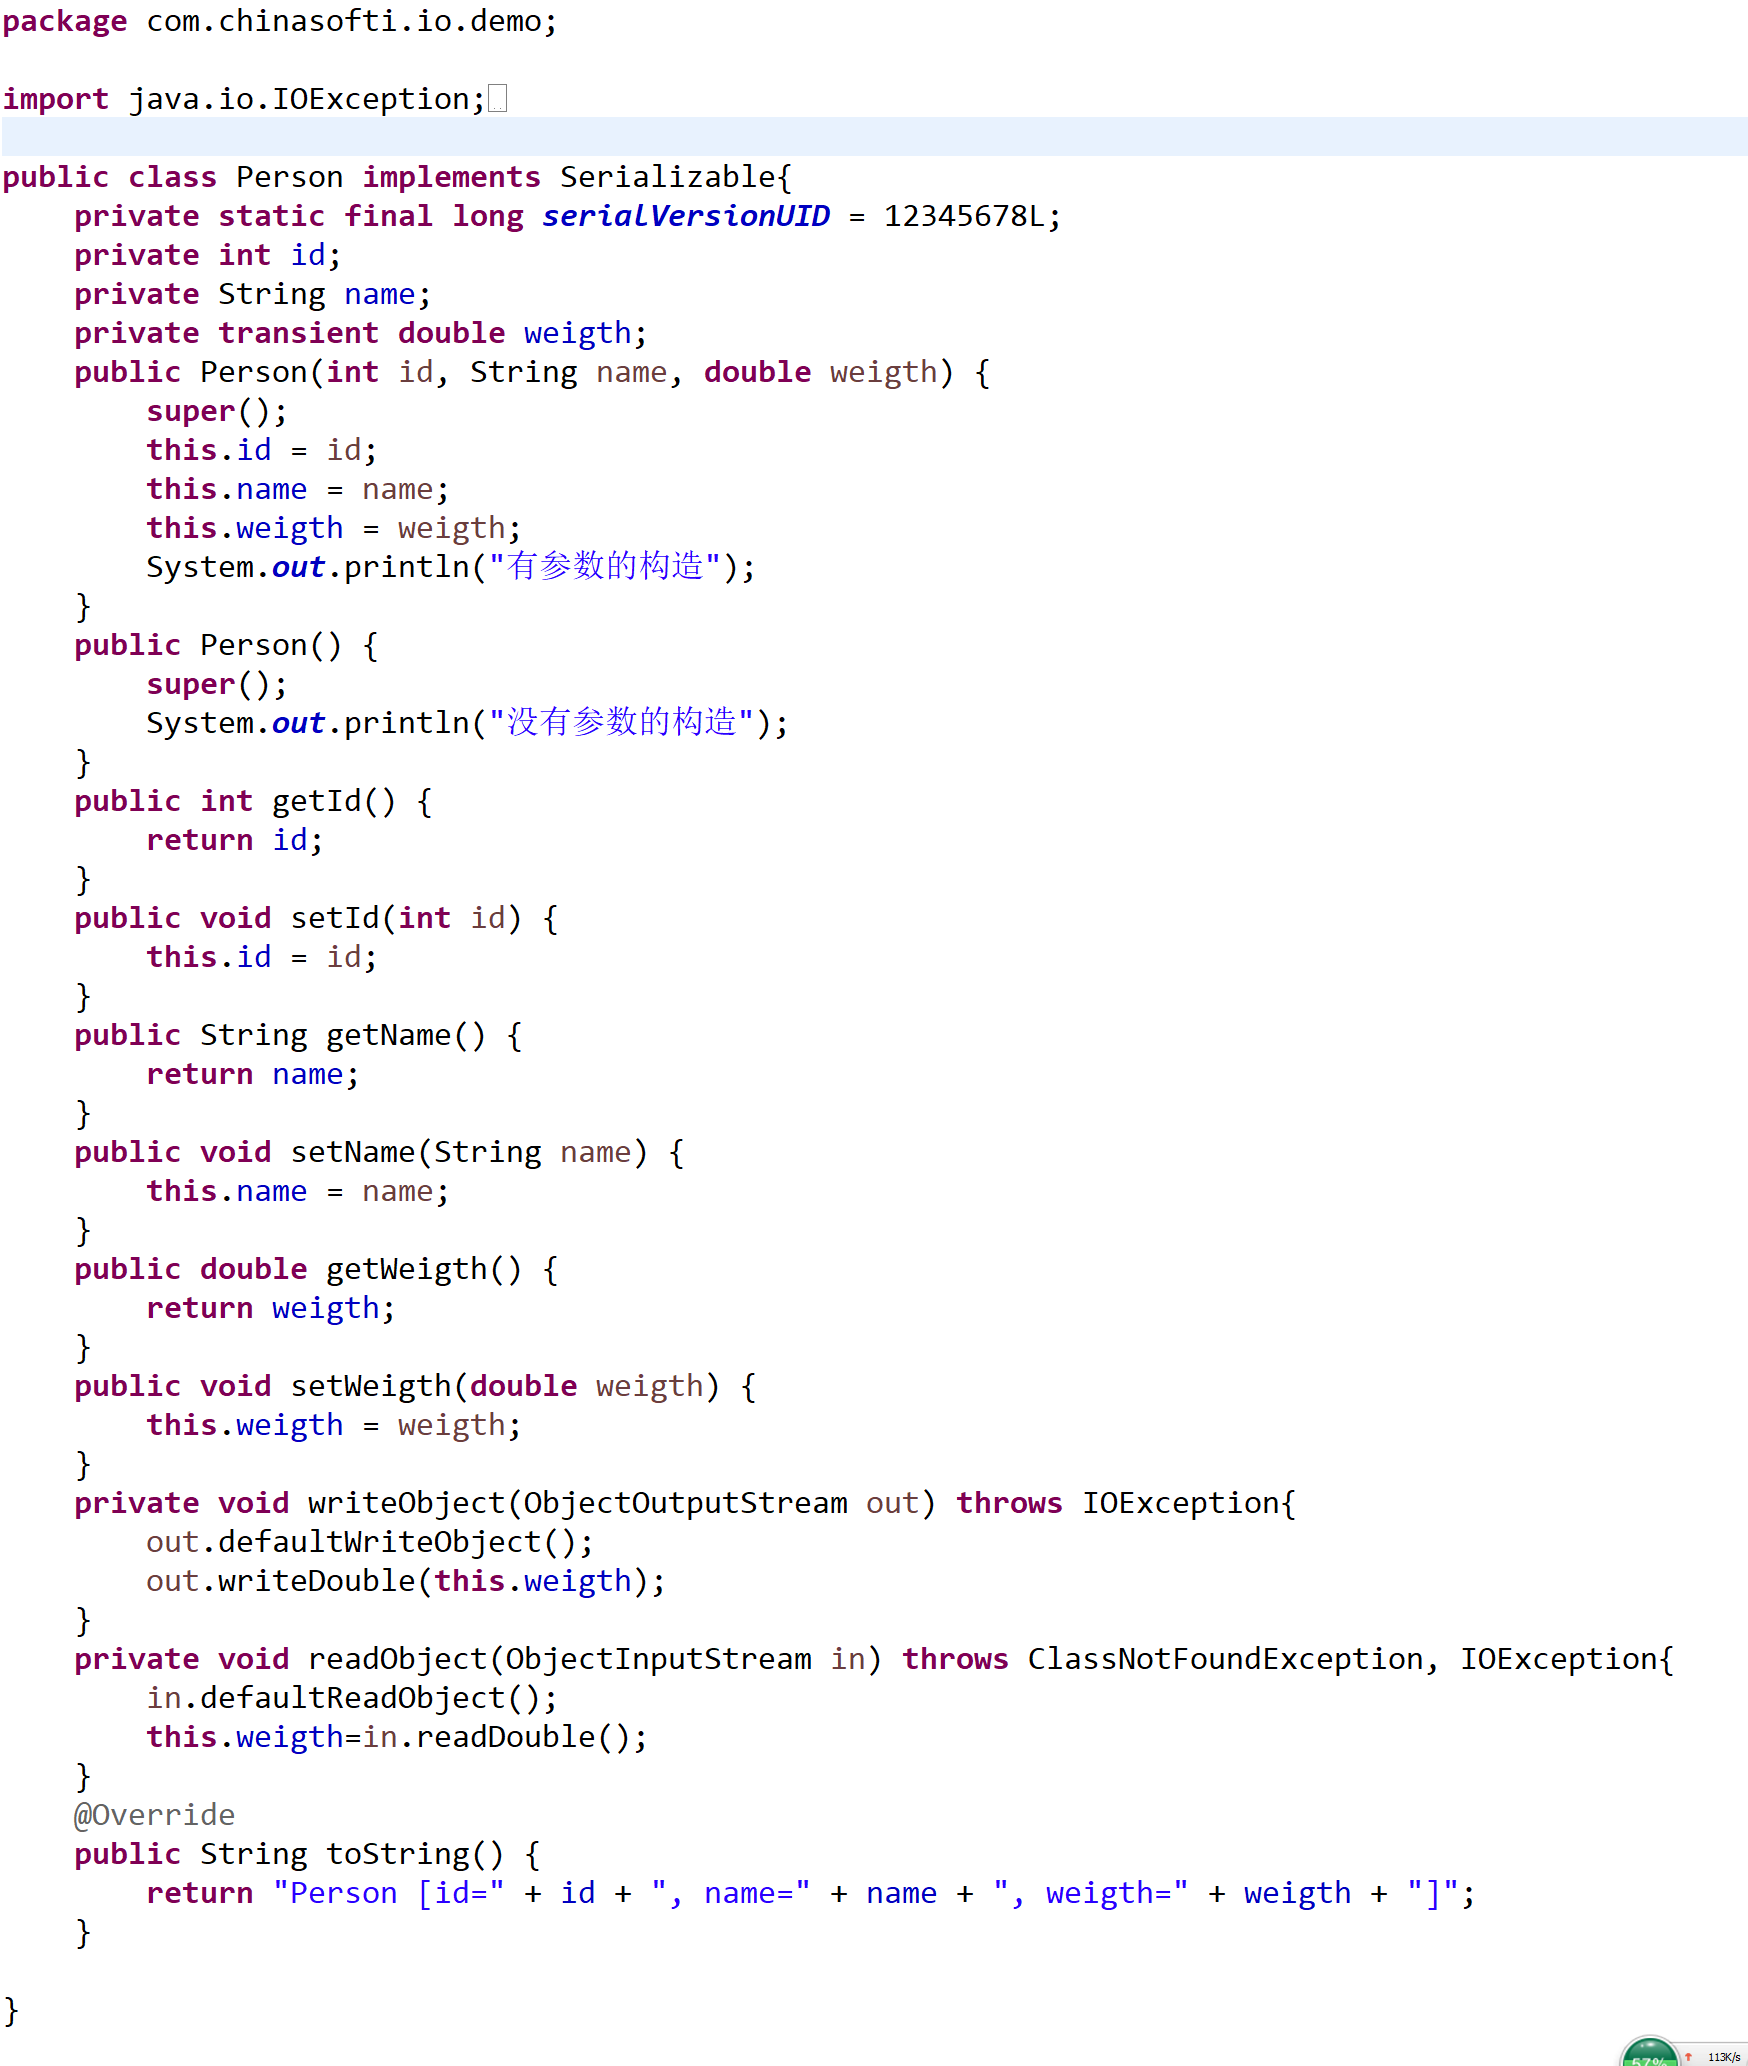 package com.chinasofti.io.demo;
import java.io.IOException;
public class Person implements Serializable{
private static final long serialVersionUID = 12345678L;
private int id;
private String name;
private transient double weigth;
public Person(int id, String name, double weigth) {
super();
this.id = id;
this.name = name;
this.weigth = weigth;
System.out.println("有参数的构造");
}
public Person() {
super();
System.out.println("没有参数的构造");
}
public int getId() {
return id;
}
public void setId(int id) {
this.id = id;
}
public String getName() {
return name;
}
public void setName(String name) {
this.name = name;
}
public double getWeigth() {
return weigth;
}
public void setWeigth(double weigth) {
this.weigth = weigth;
}
private void writeObject(ObjectOutputStream out) throws IOException{
out.defaultWriteObject();
out.writeDouble(this.weigth);
}
private void readObject(ObjectInputStream in) throws ClassNotFoundException, IOException{
in.defaultReadObject();
this.weigth=in.readDouble();
}
@Override
public String toString() {
return "Person [id=" + id + ", name=" + name + ", weigth=" + weigth + "]";
}
}
57%
113K/s